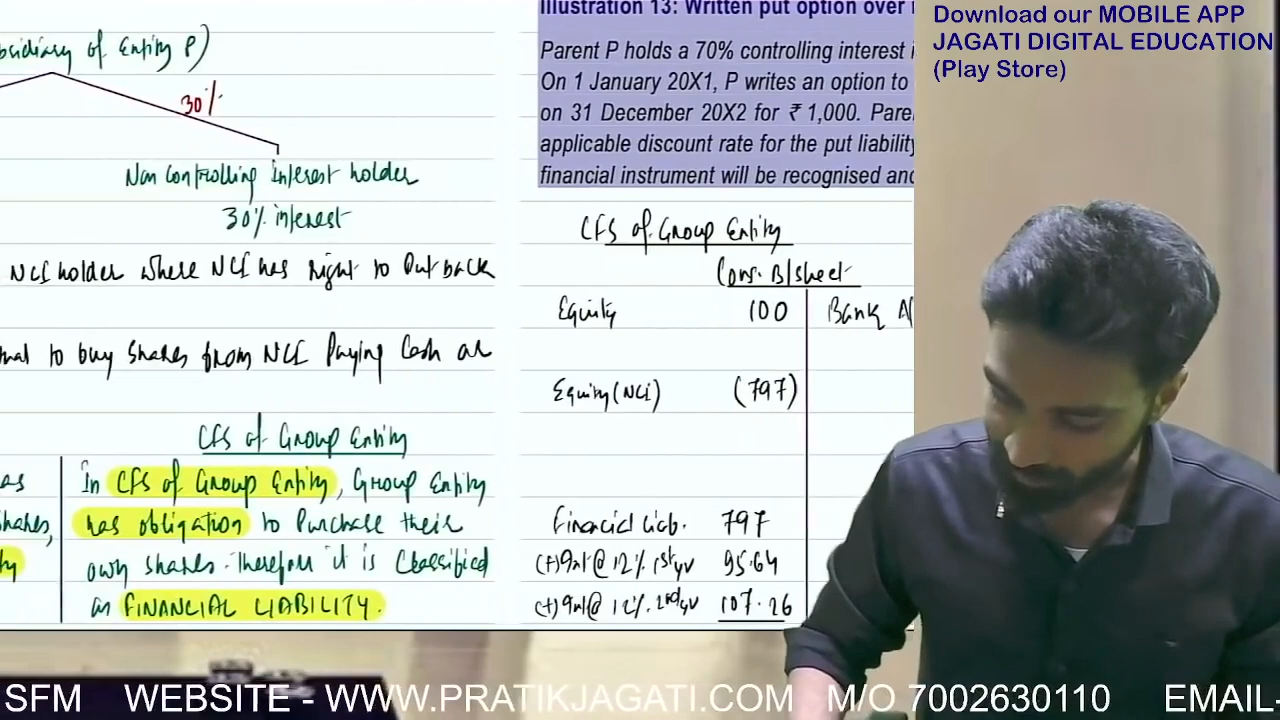 sidiary of Entity P)
30%
Non Controlling Interest holder
30% interest
NCI holder where NCI has right to Put back
to buy shares from NCI Paying Cash as
CFS of Group Entity
as
shares,
ty
In CFS of Group Entity, Group Entity
has obligation to Purchase their
own shares. Therefore it is Classified
as FINANCIAL LIABILITY.
Illustration 13: Written put option over
Parent P holds a 70% controlling interest i
On 1 January 20X1, P writes an option to
on 31 December 20X2 for ₹ 1,000. Pare
applicable discount rate for the put liability
financial instrument will be recognised and
CFS of Group Entity
Cons. B/sheet
Equity 100 Bank
Equity (NCI) (797)
Financial Liab. 797
(+) Int @ 12% 1st yr 95.64
(+) Int @ 12% 2nd yr 107.26
Download our MOBILE APP
JAGATI DIGITAL EDUCATION
(Play Store)
SFM WEBSITE - WWW.PRATIKJAGATI.COM M/O 7002630110 EMAIL